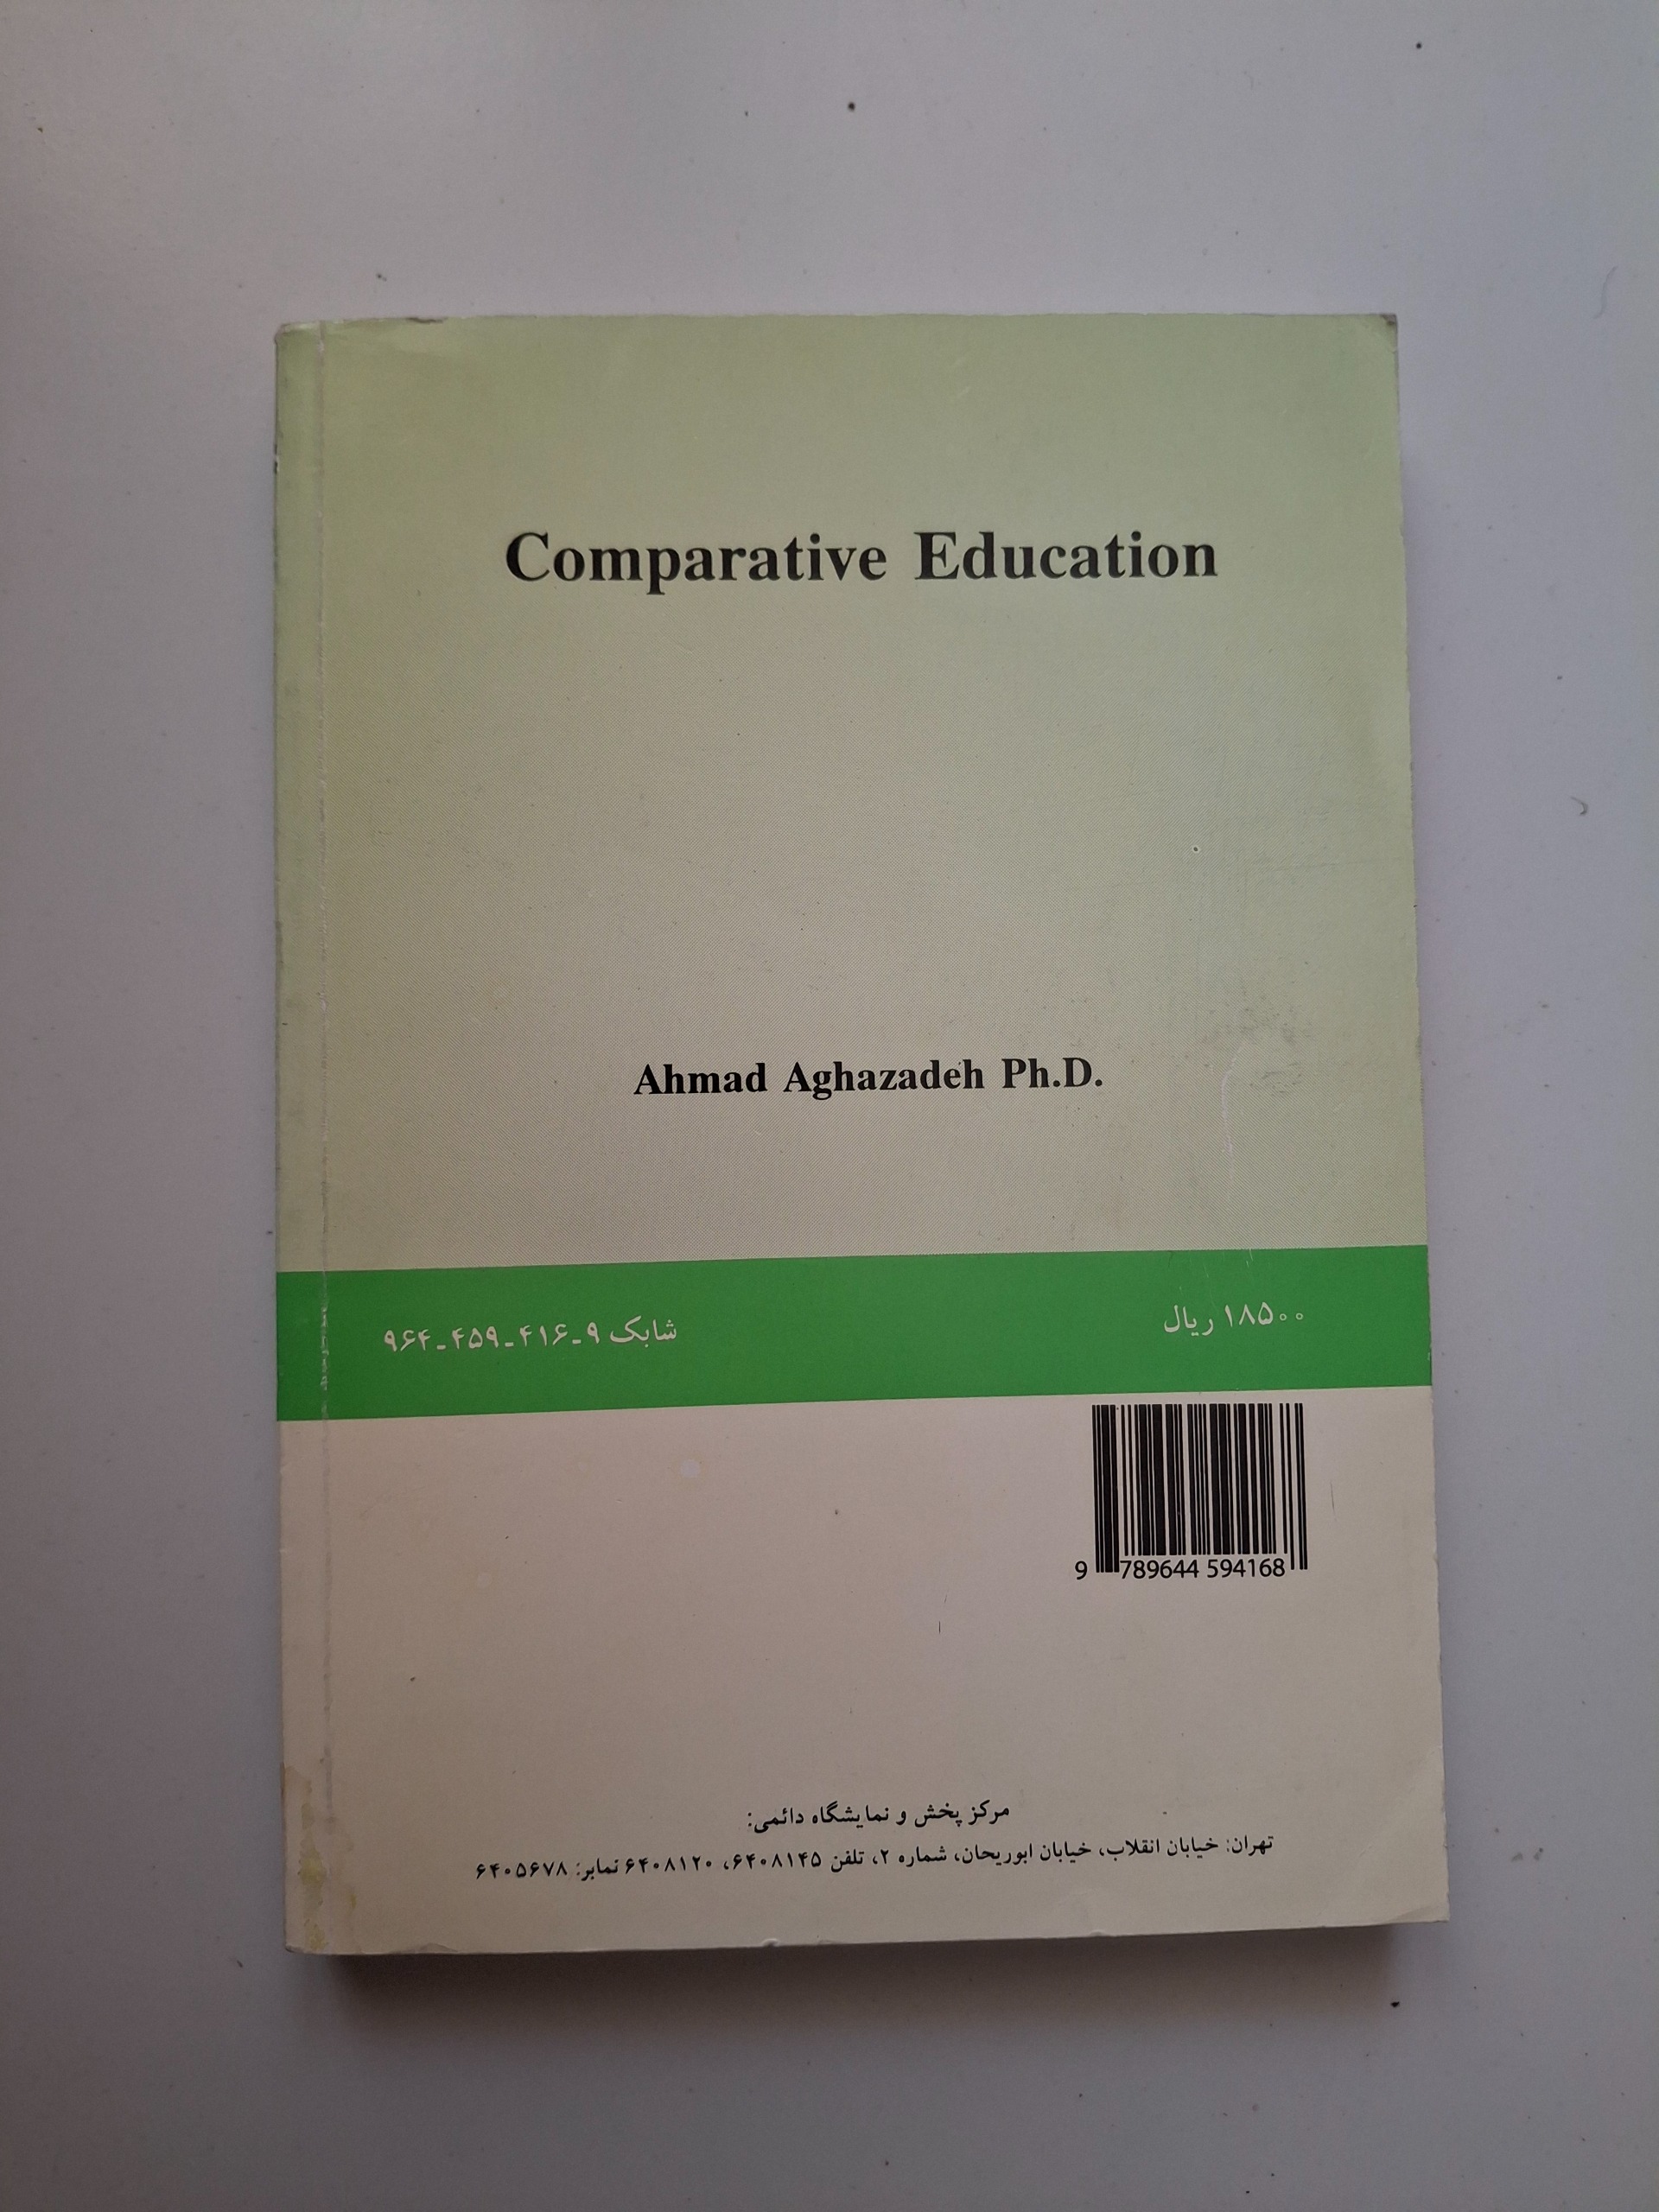 Comparative Education
Ahmad Aghazadeh Ph.D.
۱۸۵۰۰ ریال
شابک ۹-۴۱۶-۴۵۹-۹۶۴
9 789644 594168
مرکز پخش و نمایشگاه دائمی:
تهران: خیابان انقلاب، خیابان ابوریحان، شماره ۲، تلفن ۶۴۰۸۱۴۵، ۶۴۰۸۱۲۰ نمابر: ۶۴۰۵۶۷۸